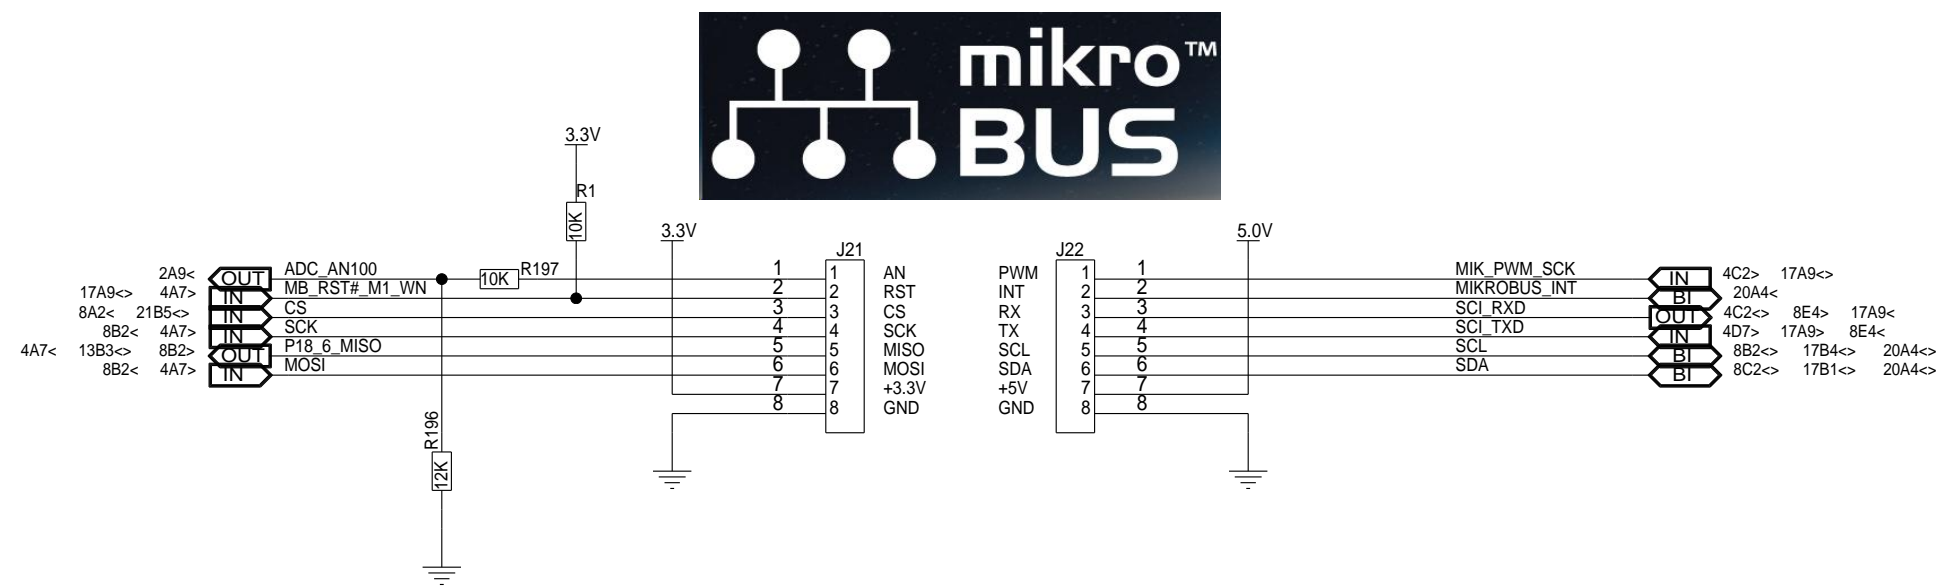 mikro™
BUS
3.3V
R1
10K
3.3V
5.0V
J21
J22
2A9< OUT ADC_AN100 10K R197 1 1 AN PWM 1 1 MIK_PWM_SCK IN 4C2> 17A9<>
17A9<> 4A7> IN MB_RST#_M1_WN 2 2 RST INT 2 2 MIKROBUS_INT BI 20A4<
8A2< 21B5<> IN CS 3 3 CS RX 3 3 SCI_RXD OUT 4C2<> 8E4> 17A9<
8B2< 4A7> IN SCK 4 4 SCK TX 4 4 SCI_TXD IN 4D7> 17A9> 8E4<
4A7< 13B3<> 8B2> OUT P18_6_MISO 5 5 MISO SCL 5 5 SCL BI 8B2<> 17B4<> 20A4<>
8B2< 4A7> IN MOSI 6 6 MOSI SDA 6 6 SDA BI 8C2<> 17B1<> 20A4<>
7 7 +3.3V +5V 7 7
8 8 GND GND 8 8
R196
12K